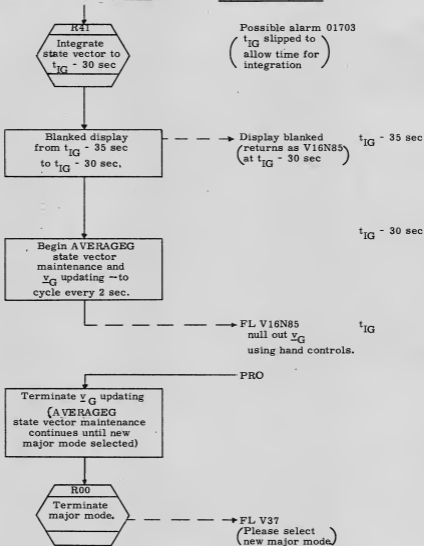 R41
Integrate
state vector to
tIG - 30 sec
Possible alarm 01703
(tIG slipped to
allow time for
integration)
Blanked display
from tIG - 35 sec
to tIG - 30 sec.
Display blanked
(returns as V16N85
at tIG - 30 sec)
tIG - 35 sec
tIG - 30 sec
Begin AVERAGEG
state vector
maintenance and
vG updating --to
cycle every 2 sec.
FL V16N85
null out vG
using hand controls.
tIG
PRO
Terminate vG updating
(AVERAGEG
state vector maintenance
continues until new
major mode selected)
R00
Terminate
major mode.
FL V37
(Please select
new major mode)